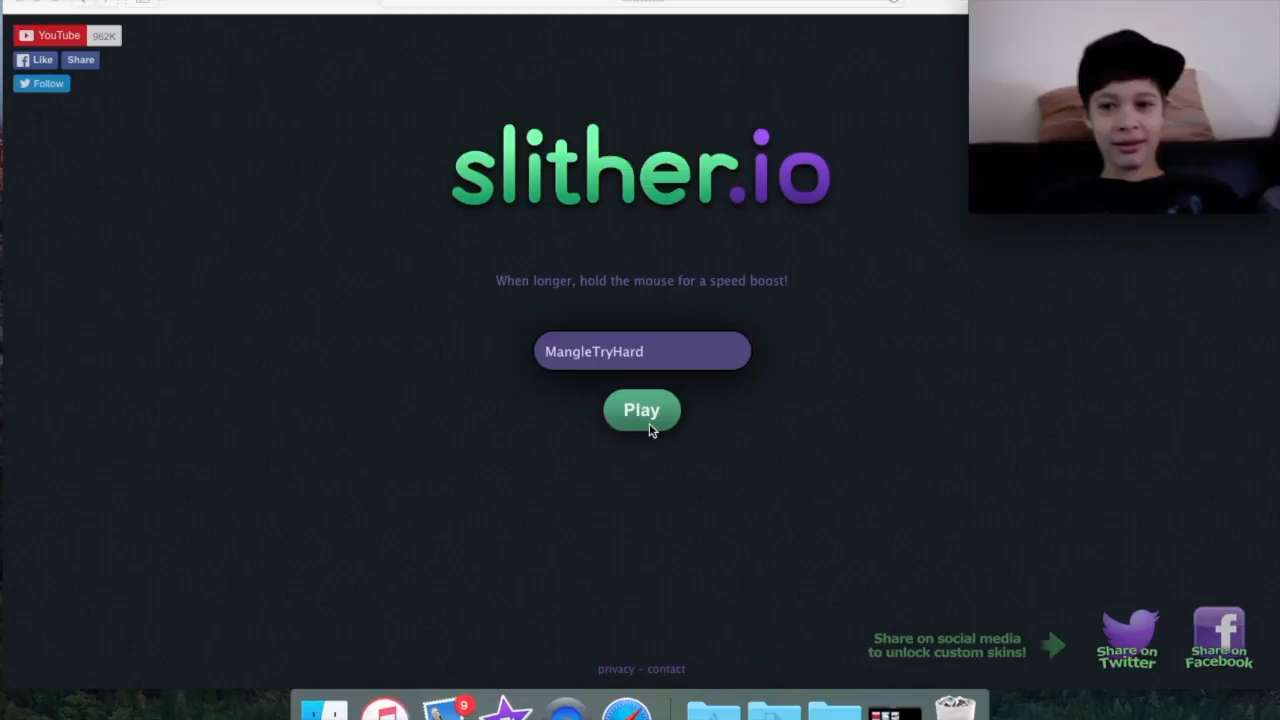 YouTube 962K
Like Share
Follow
slither.io
When longer, hold the mouse for a speed boost!
MangleTryHard
Play
Share on social media
to unlock custom skins!
Share on
Twitter
Share on
Facebook
privacy - contact
9